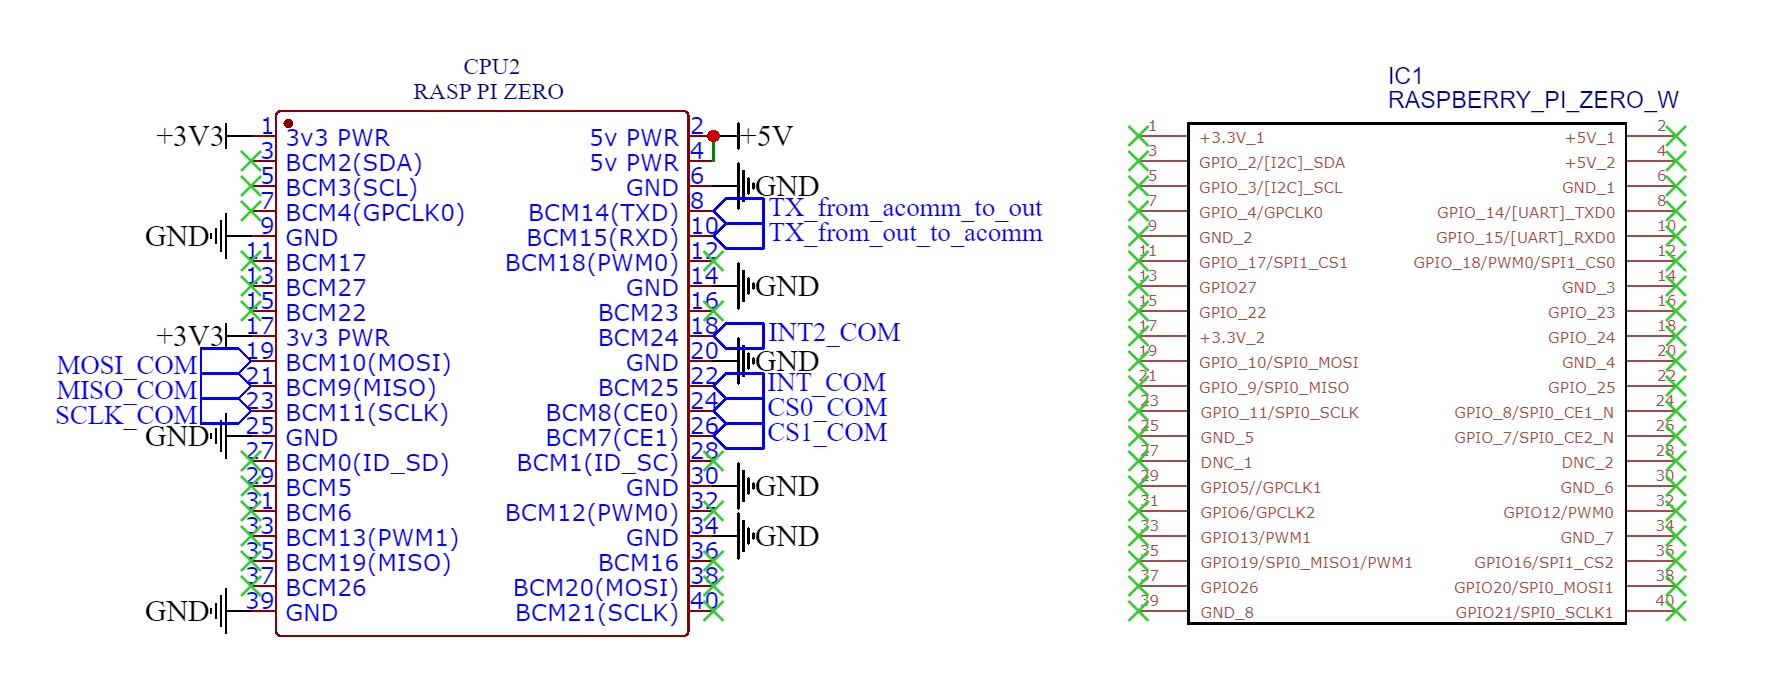 CPU2
RASP PI ZERO
+3V3 1 3v3 PWR 5v PWR 2 +5V
3 BCM2(SDA) 5v PWR 4
5 BCM3(SCL) GND 6 GND
7 BCM4(GPCLK0) BCM14(TXD) 8 TX_from_acomm_to_out
GND 9 GND BCM15(RXD) 10 TX_from_out_to_acomm
11 BCM17 BCM18(PWM0) 12
13 BCM27 GND 14 GND
15 BCM22 BCM23 16
+3V3 17 3v3 PWR BCM24 18 INT2_COM
MOSI_COM 19 BCM10(MOSI) GND 20 GND
MISO_COM 21 BCM9(MISO) BCM25 22 INT_COM
SCLK_COM 23 BCM11(SCLK) BCM8(CE0) 24 CS0_COM
GND 25 GND BCM7(CE1) 26 CS1_COM
27 BCM0(ID_SD) BCM1(ID_SC) 28
29 BCM5 GND 30 GND
31 BCM6 BCM12(PWM0) 32
33 BCM13(PWM1) GND 34 GND
35 BCM19(MISO) BCM16 36
37 BCM26 BCM20(MOSI) 38
GND 39 GND BCM21(SCLK) 40
IC1
RASPBERRY_PI_ZERO_W
1 +3.3V_1 +5V_1 2
3 GPIO_2/[I2C]_SDA +5V_2 4
5 GPIO_3/[I2C]_SCL GND_1 6
7 GPIO_4/GPCLK0 GPIO_14/[UART]_TXD0 8
9 GND_2 GPIO_15/[UART]_RXD0 10
11 GPIO_17/SPI1_CS1 GPIO_18/PWM0/SPI1_CS0 12
13 GPIO27 GND_3 14
15 GPIO_22 GPIO_23 16
17 +3.3V_2 GPIO_24 18
19 GPIO_10/SPI0_MOSI GND_4 20
21 GPIO_9/SPI0_MISO GPIO_25 22
23 GPIO_11/SPI0_SCLK GPIO_8/SPI0_CE1_N 24
25 GND_5 GPIO_7/SPI0_CE2_N 26
27 DNC_1 DNC_2 28
29 GPIO5//GPCLK1 GND_6 30
31 GPIO6/GPCLK2 GPIO12/PWM0 32
33 GPIO13/PWM1 GND_7 34
35 GPIO19/SPI0_MISO1/PWM1 GPIO16/SPI1_CS2 36
37 GPIO26 GPIO20/SPI0_MOSI1 38
39 GND_8 GPIO21/SPI0_SCLK1 40